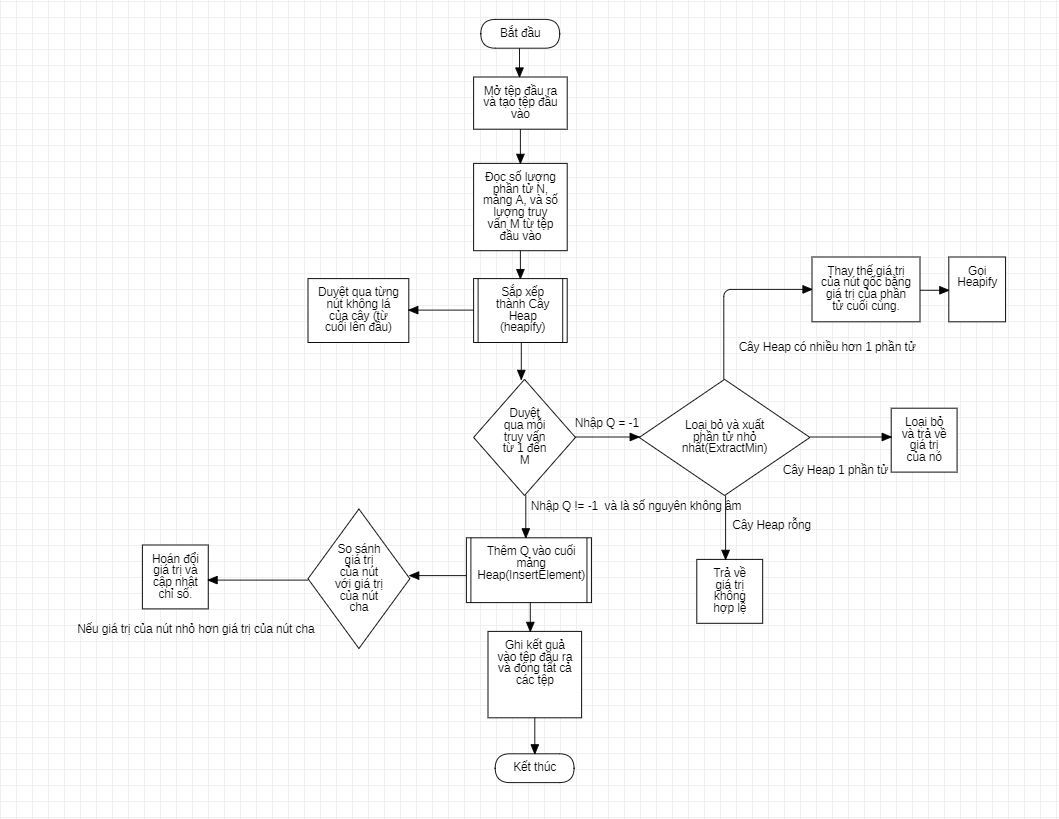 Bắt đầu
Mở tệp đầu ra
và tạo tệp đầu
vào
Đọc số lượng
phần tử N,
mảng A, và số
lượng truy
vấn M từ tệp
đầu vào
Sắp xếp
thành Cây
Heap
(heapify)
Duyệt qua từng
nút không lá
của cây (từ
cuối lên đầu)
Duyệt
qua mỗi
truy vấn
từ 1 đến
M
Nhập Q = -1
Loại bỏ và xuất
phần tử nhỏ
nhất(ExtractMin)
Cây Heap có nhiều hơn 1 phần tử
Thay thế giá trị
của nút gốc bằng
giá trị của phần
tử cuối cùng.
Gọi
Heapify
Cây Heap 1 phần tử
Loại bỏ
và trả về
giá trị
của nó
Cây Heap rỗng
Trả về
giá trị
không
hợp lệ
Nhập Q != -1 và là số nguyên không âm
Thêm Q vào cuối
mảng
Heap(InsertElement)
So sánh
giá trị
của nút
với giá trị
của nút
cha
Hoán đổi
giá trị và
cập nhật
chỉ số.
Nếu giá trị của nút nhỏ hơn giá trị của nút cha
Ghi kết quả
vào tệp đầu ra
và đóng tất cả
các tệp
Kết thúc